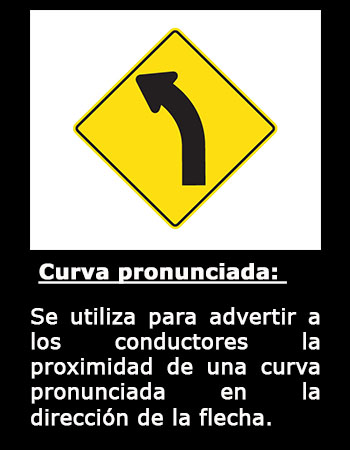 Curva pronunciada:
Se utiliza para advertir a
los conductores la
proximidad de una curva
pronunciada en la
dirección de la flecha.